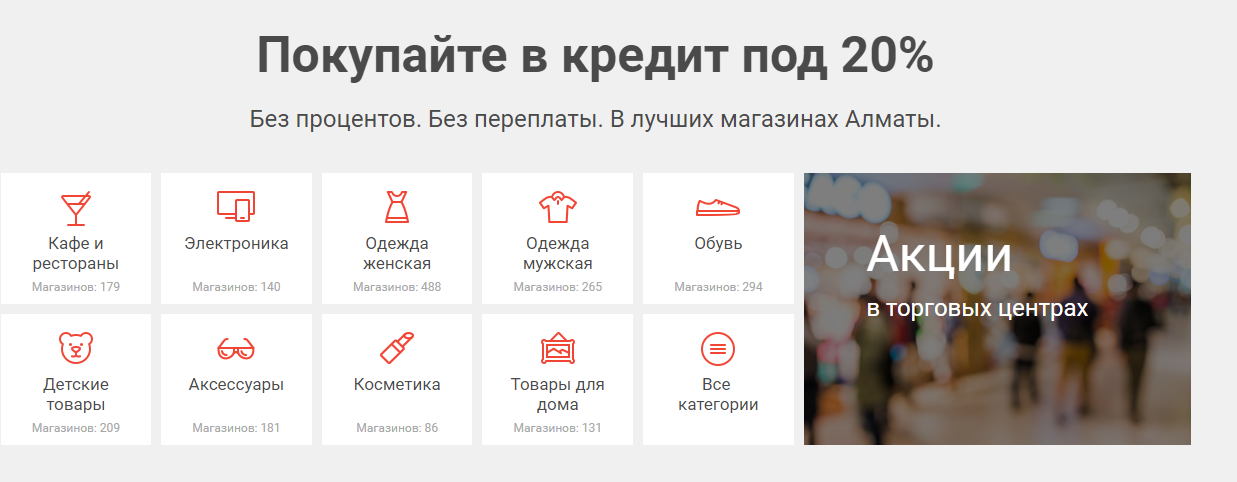 Покупайте в кредит под 20%
Без процентов. Без переплаты. В лучших магазинах Алматы.
Кафе и
рестораны
Магазинов: 179
Электроника
Магазинов: 140
Одежда
женская
Магазинов: 488
Одежда
мужская
Магазинов: 265
Обувь
Магазинов: 294
Акции
в торговых центрах
Детские
товары
Магазинов: 209
Аксессуары
Магазинов: 181
Косметика
Магазинов: 86
Товары для
дома
Магазинов: 131
Все
категории